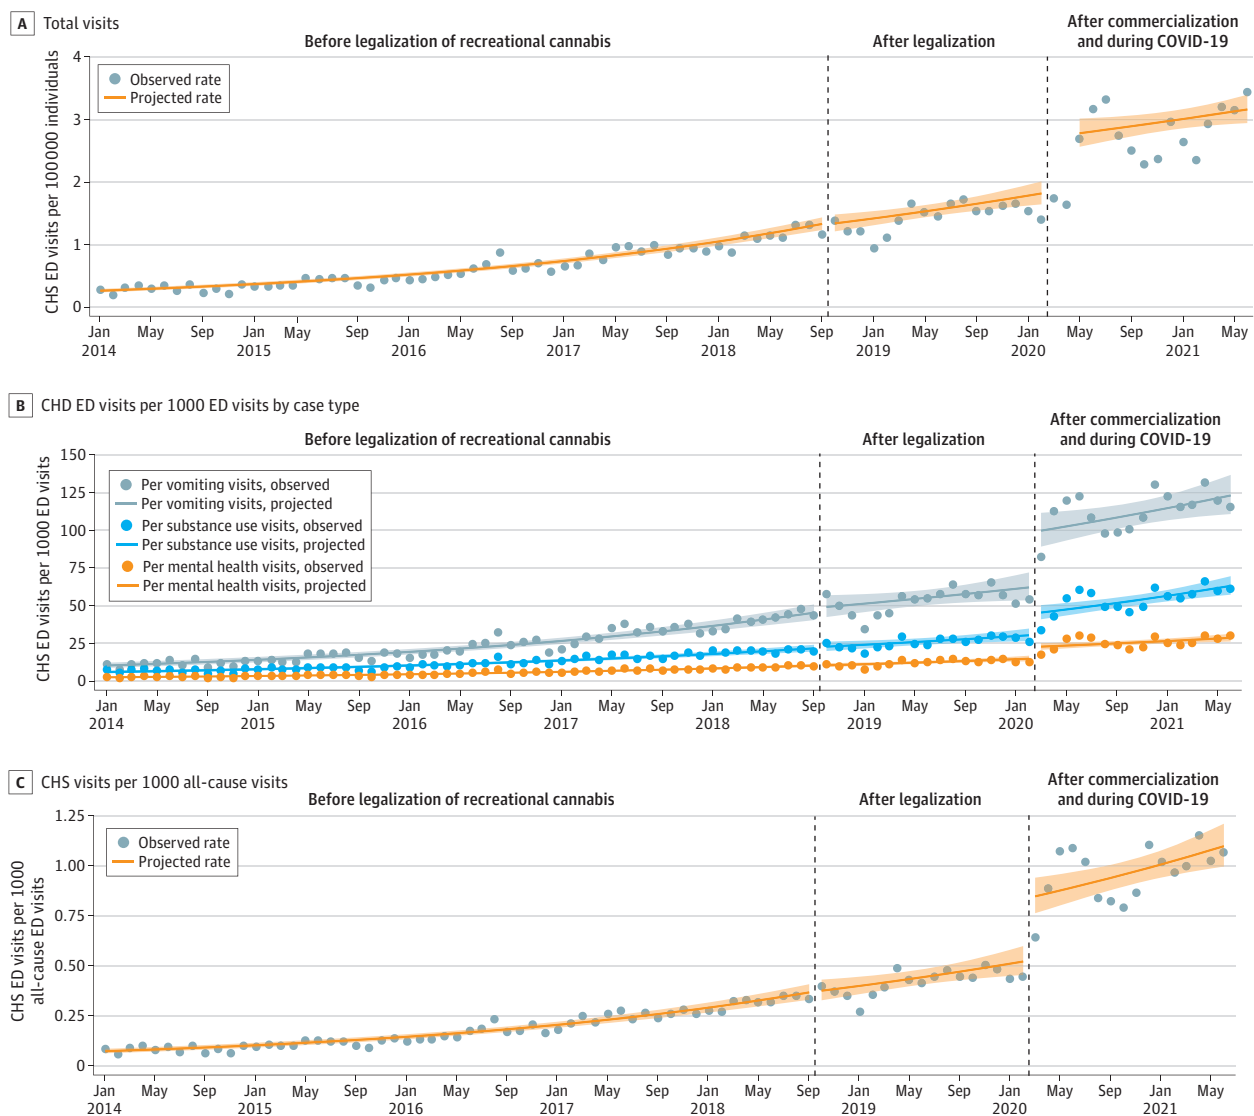 A Total visits
Before legalization of recreational cannabis
After legalization
After commercialization
and during COVID-19
CHS ED visits per 100000 individuals
4
3
2
1
0
Observed rate
Projected rate
Jan May Sep Jan May Sep Jan May Sep Jan May Sep Jan May Sep Jan May Sep Jan May Sep Jan May
2014 2015 2016 2017 2018 2019 2020 2021
B CHD ED visits per 1000 ED visits by case type
Before legalization of recreational cannabis
After legalization
After commercialization
and during COVID-19
CHS ED visits per 1000 ED visits
150
125
100
75
50
25
0
Per vomiting visits, observed
Per vomiting visits, projected
Per substance use visits, observed
Per substance use visits, projected
Per mental health visits, observed
Per mental health visits, projected
Jan May Sep Jan May Sep Jan May Sep Jan May Sep Jan May Sep Jan May Sep Jan May Sep Jan May
2014 2015 2016 2017 2018 2019 2020 2021
C CHS visits per 1000 all-cause visits
Before legalization of recreational cannabis
After legalization
After commercialization
and during COVID-19
CHS ED visits per 1000
all-cause ED visits
1.25
1.00
0.75
0.50
0.25
0
Observed rate
Projected rate
Jan May Sep Jan May Sep Jan May Sep Jan May Sep Jan May Sep Jan May Sep Jan May Sep Jan May
2014 2015 2016 2017 2018 2019 2020 2021